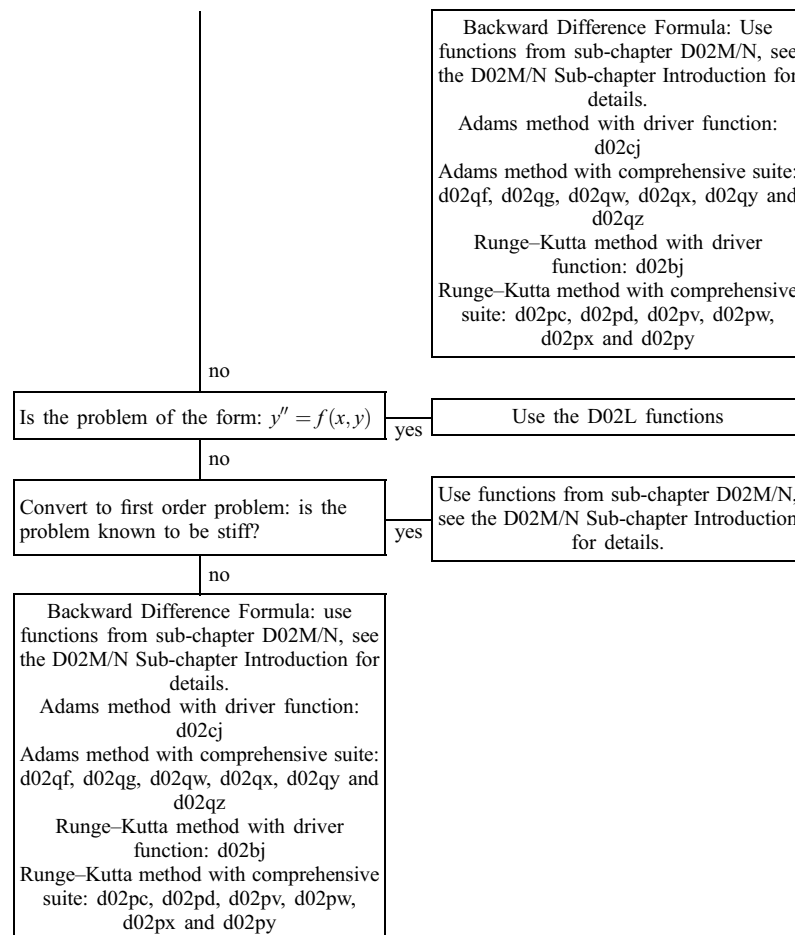 Backward Difference Formula: Use
functions from sub-chapter D02M/N, see
the D02M/N Sub-chapter Introduction for
details.
Adams method with driver function:
d02cj
Adams method with comprehensive suite:
d02qf, d02qg, d02qw, d02qx, d02qy and
d02qz
Runge–Kutta method with driver
function: d02bj
Runge–Kutta method with comprehensive
suite: d02pc, d02pd, d02pv, d02pw,
d02px and d02py
no
Is the problem of the form: y″ = f(x, y)
yes
Use the D02L functions
no
Convert to first order problem: is the
problem known to be stiff?
yes
Use functions from sub-chapter D02M/N,
see the D02M/N Sub-chapter Introduction
for details.
no
Backward Difference Formula: use
functions from sub-chapter D02M/N, see
the D02M/N Sub-chapter Introduction for
details.
Adams method with driver function:
d02cj
Adams method with comprehensive suite:
d02qf, d02qg, d02qw, d02qx, d02qy and
d02qz
Runge–Kutta method with driver
function: d02bj
Runge–Kutta method with comprehensive
suite: d02pc, d02pd, d02pv, d02pw,
d02px and d02py